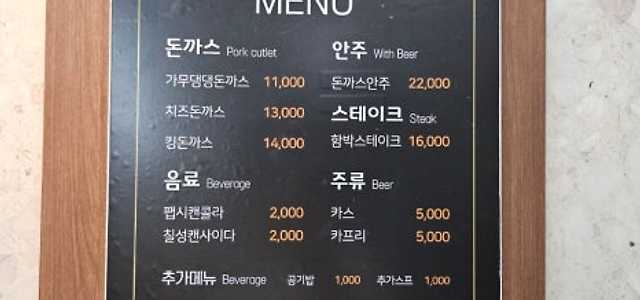 MENU
돈까스 Pork cutlet
가무댕댕돈까스 11,000
치즈돈까스 13,000
킹돈까스 14,000
안주 With Beer
돈까스안주 22,000
스테이크 Steak
함박스테이크 16,000
음료 Beverage
팹시캔콜라 2,000
칠성캔사이다 2,000
주류 Beer
카스 5,000
카프리 5,000
추가메뉴 Beverage 공기밥 1,000 추가스프 1,000